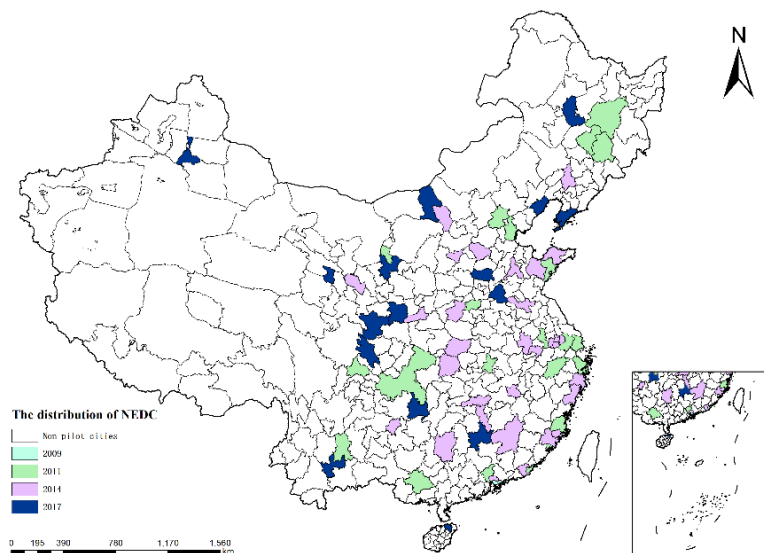 N
The distribution of NEDC
Non pilot cities
2009
2011
2014
2017
0 195 390 780 1,170 1,560
km